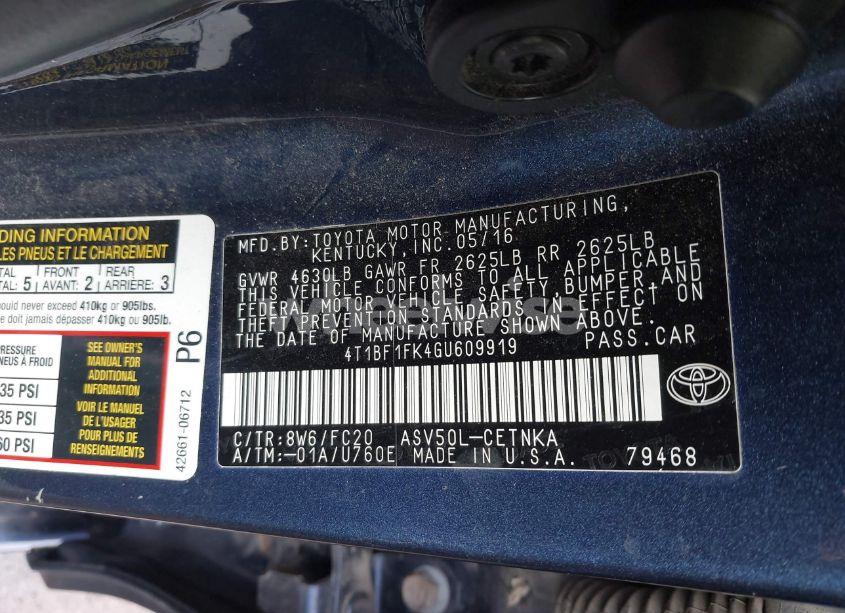 DING INFORMATION
LES PNEUS ET LE CHARGEMENT
TAL FRONT REAR
TAL: 5 AVANT: 2 ARRIÈRE: 3
ould never exceed 410kg or 905lbs.
e doit jamais dépasser 410kg ou 905lb.
RESSURE
NEUS À FROID
35 PSI
35 PSI
60 PSI
SEE OWNER'S
MANUAL FOR
ADDITIONAL
INFORMATION
VOIR LE MANUEL
DE L'USAGER
POUR PLUS DE
RENSEIGNEMENTS
P6
42661-06712
MFD.BY:TOYOTA MOTOR MANUFACTURING,
KENTUCKY,INC.05/16
GVWR 4630LB GAWR FR 2625LB RR 2625LB
THIS VEHICLE CONFORMS TO ALL APPLICABLE
FEDERAL MOTOR VEHICLE SAFETY,BUMPER,AND
THEFT PREVENTION STANDARDS IN EFFECT ON
THE DATE OF MANUFACTURE SHOWN ABOVE.
4T1BF1FK4GU609919 PASS.CAR
C/TR:8W6/FC20 ASV50L-CETNKA
A/TM:-01A/U760E MADE IN U.S.A. 79468